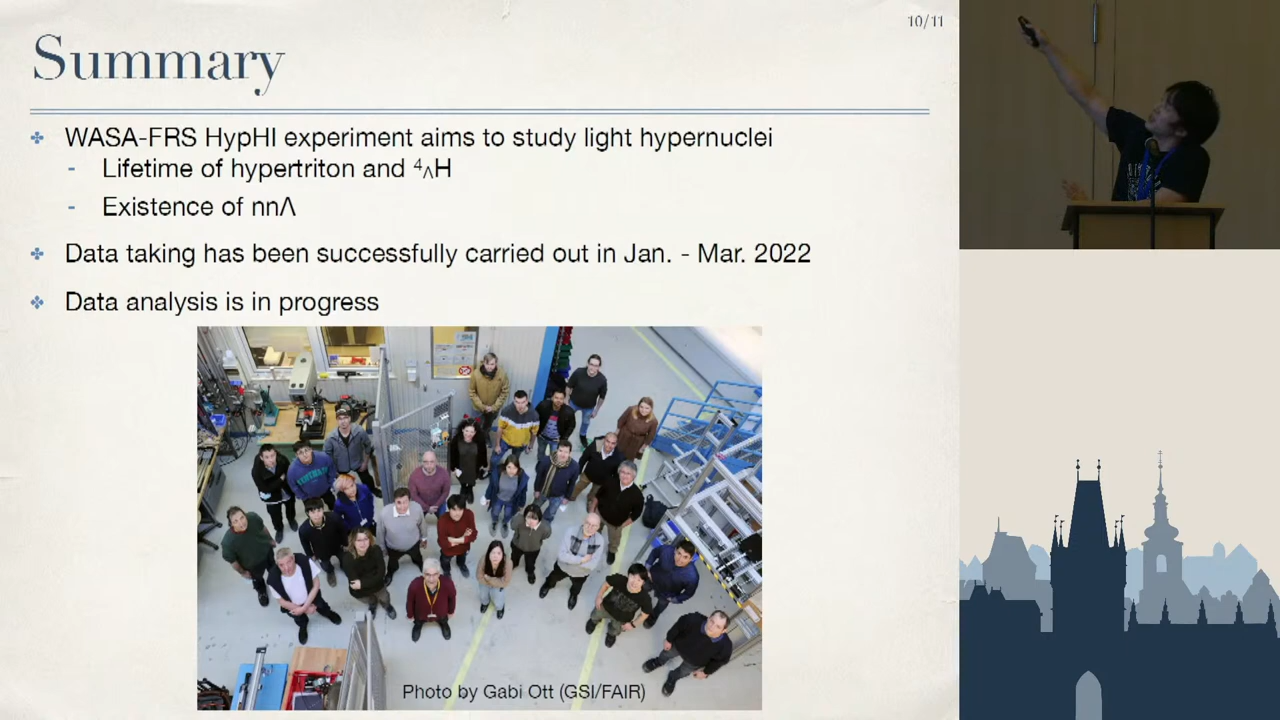 10/11
Summary
WASA-FRS HypHI experiment aims to study light hypernuclei
- Lifetime of hypertriton and ⁴ΛH
- Existence of nnΛ
Data taking has been successfully carried out in Jan. - Mar. 2022
Data analysis is in progress
Photo by Gabi Ott (GSI/FAIR)